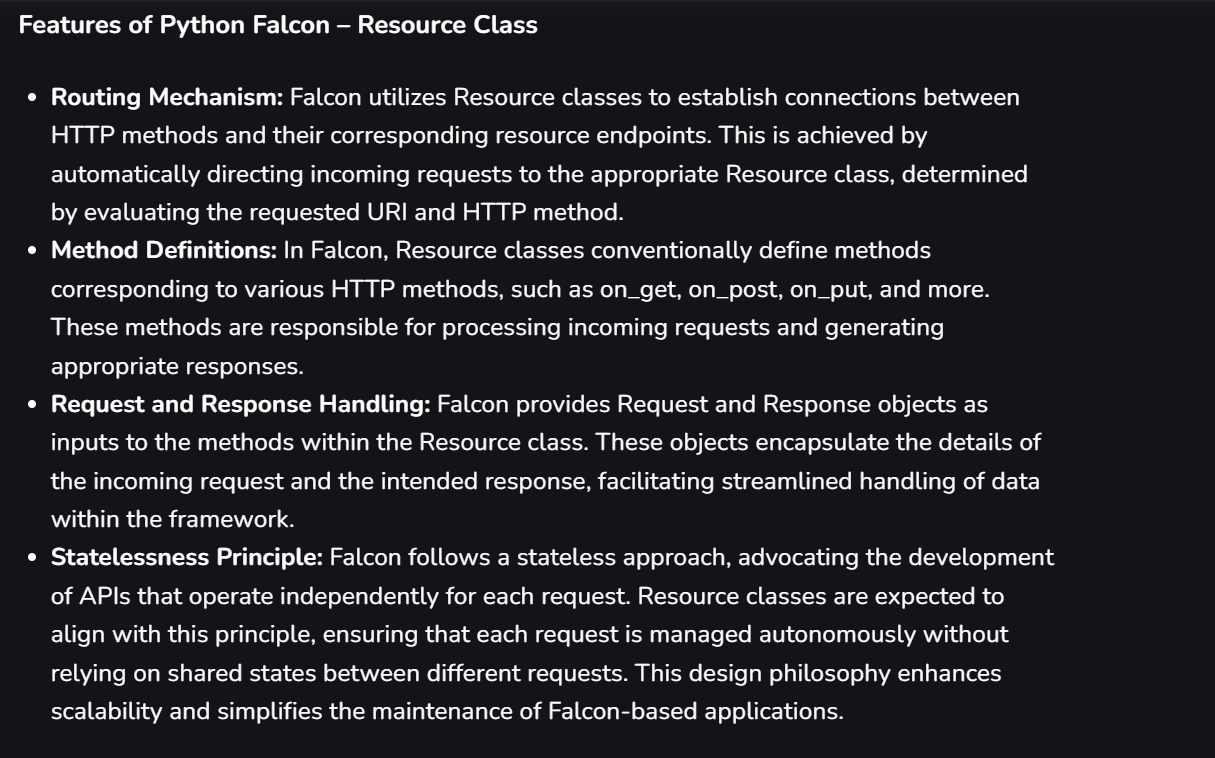 Features of Python Falcon – Resource Class
• Routing Mechanism: Falcon utilizes Resource classes to establish connections between
HTTP methods and their corresponding resource endpoints. This is achieved by
automatically directing incoming requests to the appropriate Resource class, determined
by evaluating the requested URI and HTTP method.
• Method Definitions: In Falcon, Resource classes conventionally define methods
corresponding to various HTTP methods, such as on_get, on_post, on_put, and more.
These methods are responsible for processing incoming requests and generating
appropriate responses.
• Request and Response Handling: Falcon provides Request and Response objects as
inputs to the methods within the Resource class. These objects encapsulate the details of
the incoming request and the intended response, facilitating streamlined handling of data
within the framework.
• Statelessness Principle: Falcon follows a stateless approach, advocating the development
of APIs that operate independently for each request. Resource classes are expected to
align with this principle, ensuring that each request is managed autonomously without
relying on shared states between different requests. This design philosophy enhances
scalability and simplifies the maintenance of Falcon-based applications.